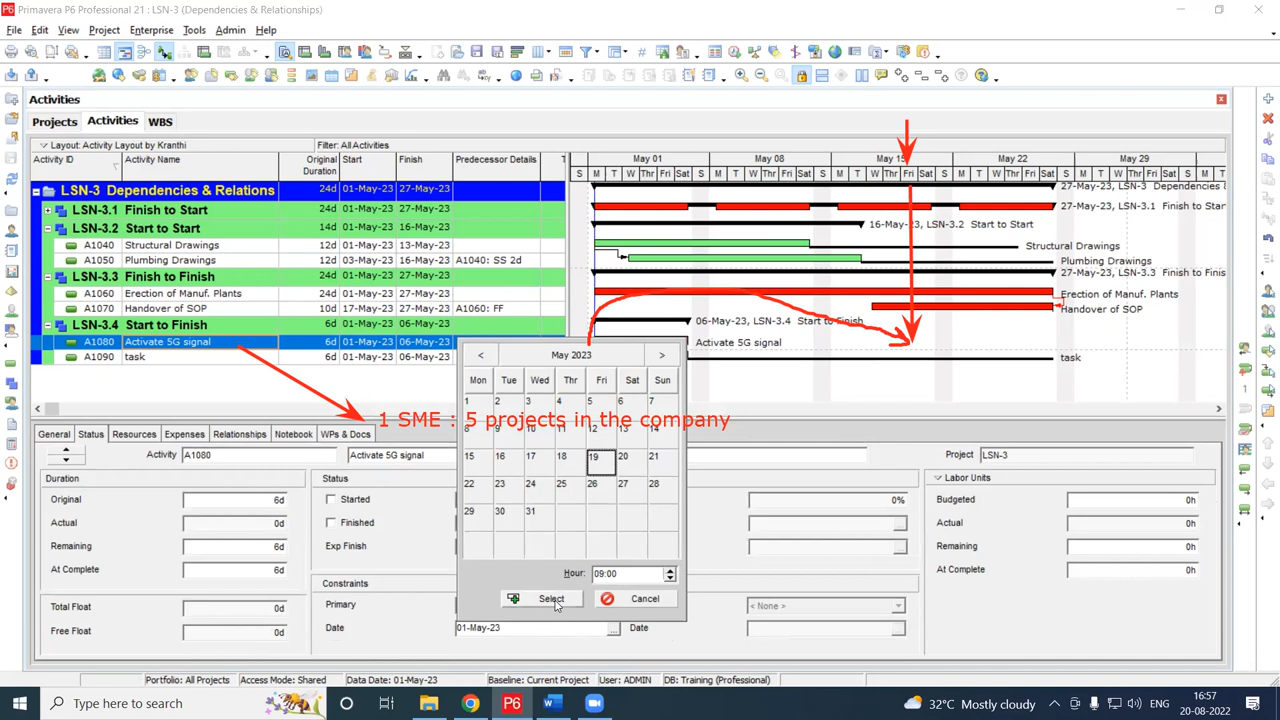 Primavera P6 Professional 21 : LSN-3 (Dependencies & Relationships)
File Edit View Project Enterprise Tools Admin Help
Activities
Projects Activities WBS
Layout: Activity Layout by Kranthi Filter: All Activities
Activity ID Activity Name Original Duration Start Finish Predecessor Details T
May 01 May 08 May 15 May 22 May 29
S M T W Thr Fri Sat S M T W Thr Fri Sat S M T W Thr Fri Sat S M T W Thr Fri Sat S M T W Thr Fri Sat S
LSN-3 Dependencies & Relations 24d 01-May-23 27-May-23 27-May-23, LSN-3 Dependencies &
LSN-3.1 Finish to Start 24d 01-May-23 27-May-23 27-May-23, LSN-3.1 Finish to Start
LSN-3.2 Start to Start 14d 01-May-23 16-May-23 16-May-23, LSN-3.2 Start to Start
A1040 Structural Drawings 12d 01-May-23 13-May-23 Structural Drawings
A1050 Plumbing Drawings 12d 03-May-23 16-May-23 A1040: SS 2d Plumbing Drawings
LSN-3.3 Finish to Finish 24d 01-May-23 27-May-23 27-May-23, LSN-3.3 Finish to Finis
A1060 Erection of Manuf. Plants 24d 01-May-23 27-May-23 Erection of Manuf. Plants
A1070 Handover of SOP 10d 17-May-23 27-May-23 A1060: FF Handover of SOP
LSN-3.4 Start to Finish 6d 01-May-23 06-May-23 06-May-23, LSN-3.4 Start to Finish
A1080 Activate 5G signal 6d 01-May-23 06-May-23 Activate 5G signal
A1090 task 6d 01-May-23 06-May-23 task
May 2023
Mon Tue Wed Thr Fri Sat Sun
1 2 3 4 5 6 7
1 SME : 5 projects in the company
8 9 10 11 12 13 14
15 16 17 18 19 20 21
22 23 24 25 26 27 28
29 30 31
Hour: 09:00
Select Cancel
General Status Resources Expenses Relationships Notebook WPs & Docs
Activity A1080 Activate 5G signal Project LSN-3
Duration Status Labor Units
Original 6d Started 0% Budgeted 0h
Actual 0d Finished Actual 0h
Remaining 6d Exp Finish Remaining 0h
At Complete 6d At Complete 0h
Constraints
Total Float 0d Primary < None >
Free Float 0d Date 01-May-23 Date
Portfolio: All Projects Access Mode: Shared Data Date: 01-May-23 Baseline: Current Project User: ADMIN DB: Training (Professional)
Type here to search 32°C Mostly cloudy ENG 16:57
20-08-2022